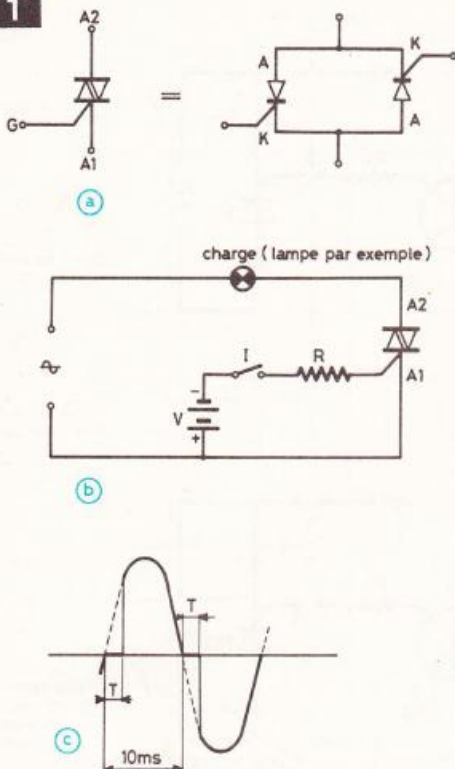 1
A2
G
A1
a
=
A
K
K
A
b
charge ( lampe par exemple )
A2
I
R
A1
-
V
+
c
T
T
10ms